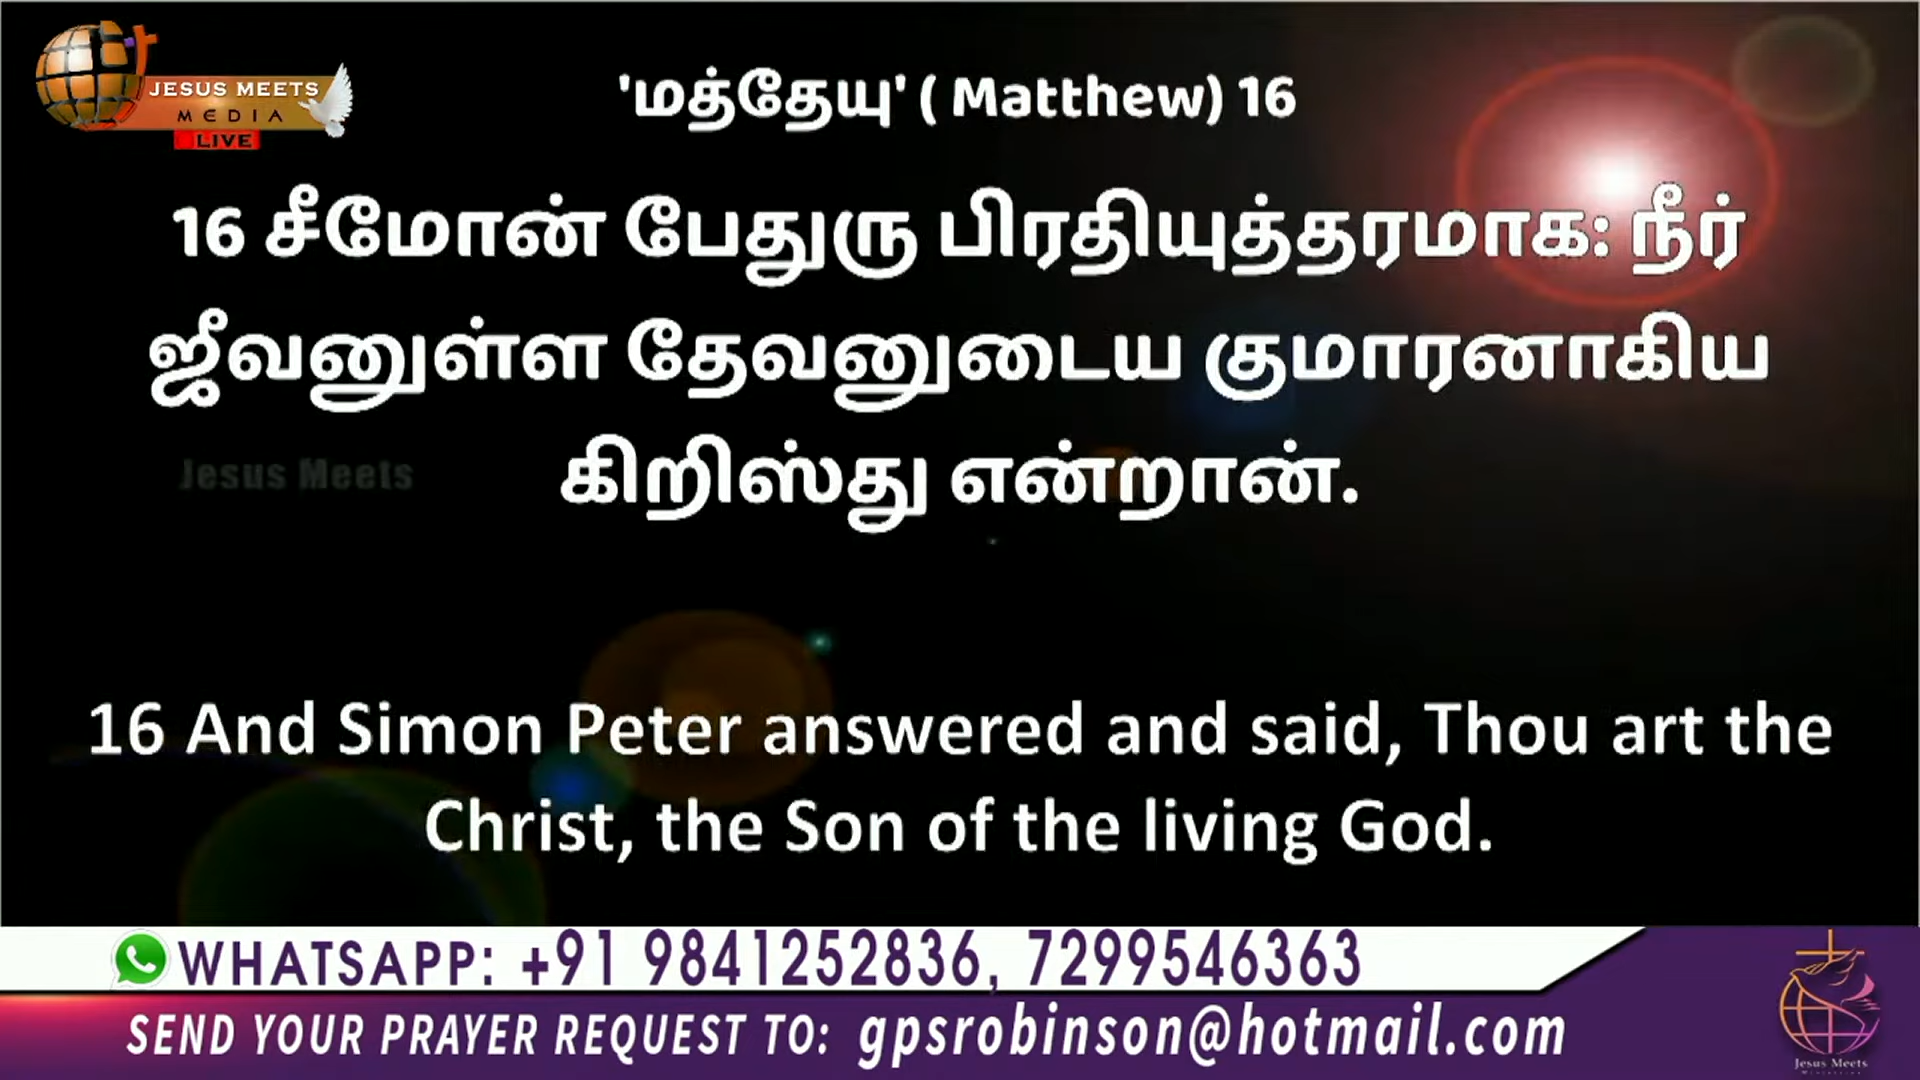 JESUS MEETS
MEDIA
LIVE
'மத்தேயு' ( Matthew) 16
16 சீமோன் பேதுரு பிரதியுத்தரமாக: நீர்
ஜீவனுள்ள தேவனுடைய குமாரனாகிய
கிறிஸ்து என்றான்.
Jesus Meets
16 And Simon Peter answered and said, Thou art the
Christ, the Son of the living God.
WHATSAPP: +91 9841252836, 7299546363
SEND YOUR PRAYER REQUEST TO: gpsrobinson@hotmail.com
Jesus Meets